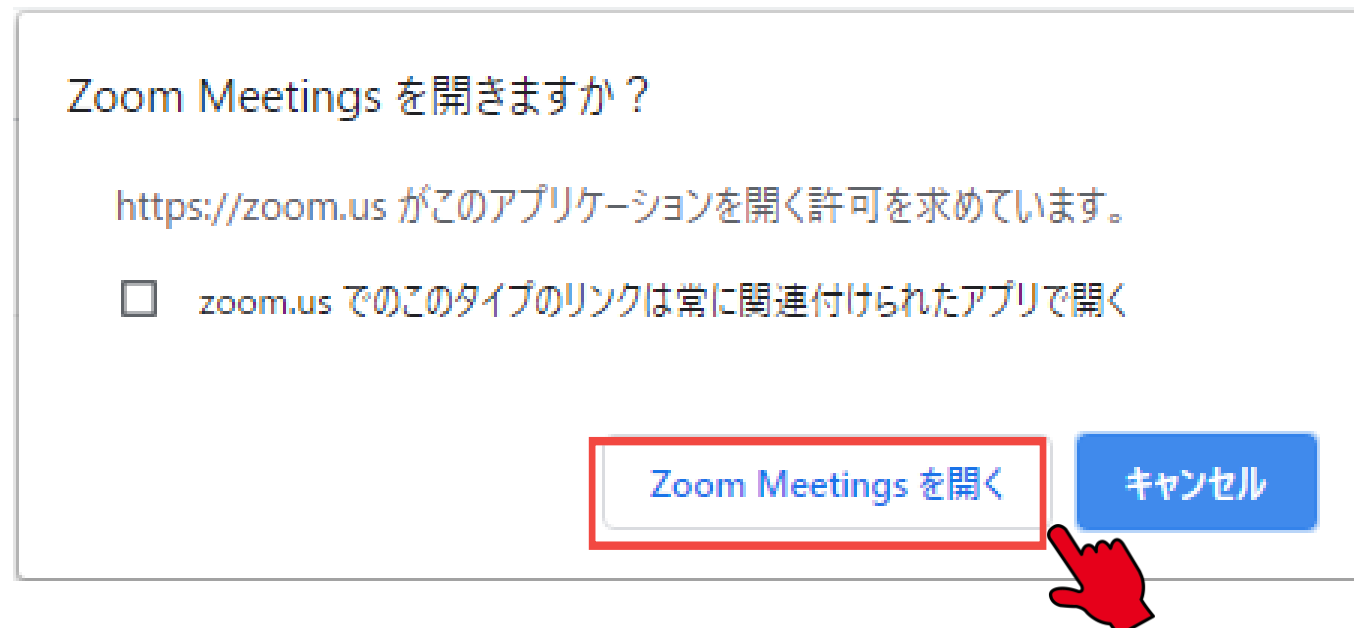 Zoom Meetings を開きますか？
https://zoom.us がこのアプリケーションを開く許可を求めています。
zoom.us でのこのタイプのリンクは常に関連付けられたアプリで開く
Zoom Meetings を開く
キャンセル